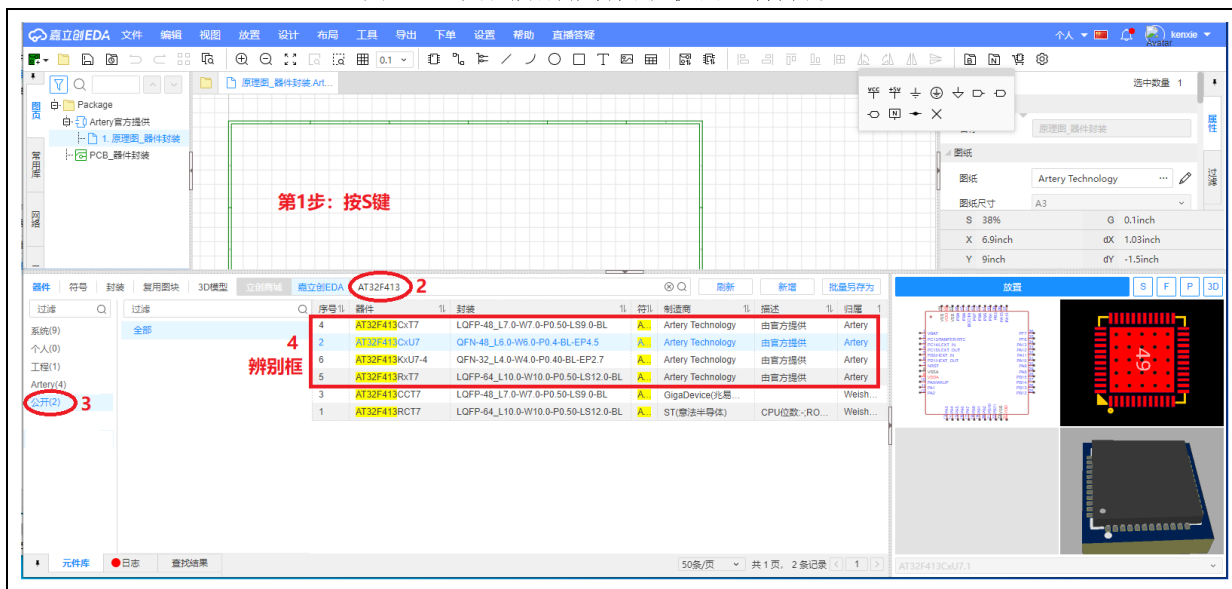 嘉立创EDA 文件 编辑 视图 放置 设计 布局 工具 导出 下单 设置 帮助 直播答疑 个人 kenxie
Avatar
0.1
原理图_器件封装.Art...
选中数量 1
图页
常用库
网络
Package
Artery官方提供
1. 原理图_器件封装
PCB_器件封装
第1步：按S键
VCC +5V
N
原理图_器件封装
图纸
图纸 Artery Technology ...
图纸尺寸 A3
属性
过滤
S 38% G 0.1inch
X 6.9inch dX 1.03inch
Y 9inch dY -1.5inch
器件 符号 封装 复用图块 3D模型 立创商城 嘉立创EDA AT32F413 2 刷新 新增 批量另存为 放置 S F P 3D
过滤 过滤 序号 器件 封装 符 制造商 描述 归属
系统(9) 全部
个人(0)
工程(1)
Artery(4)
公开(2) 3
4
辨别框
4 AT32F413CxT7 LQFP-48_L7.0-W7.0-P0.50-LS9.0-BL A... Artery Technology 由官方提供 Artery
2 AT32F413CxU7 QFN-48_L6.0-W6.0-P0.4-BL-EP4.5 A... Artery Technology 由官方提供 Artery
6 AT32F413KxU7-4 QFN-32_L4.0-W4.0-P0.40-BL-EP2.7 A... Artery Technology 由官方提供 Artery
5 AT32F413RxT7 LQFP-64_L10.0-W10.0-P0.50-LS12.0-BL A... Artery Technology 由官方提供 Artery
3 AT32F413CCT7 LQFP-48_L7.0-W7.0-P0.50-LS9.0-BL A... GigaDevice(兆易... Weish...
1 AT32F413RCT7 LQFP-64_L10.0-W10.0-P0.50-LS12.0-BL A... ST(意法半导体) CPU位数:-;RO... Weish...
49
元件库 日志 查找结果 50条/页 共1页，2条记录 1 AT32F413CxU7.1